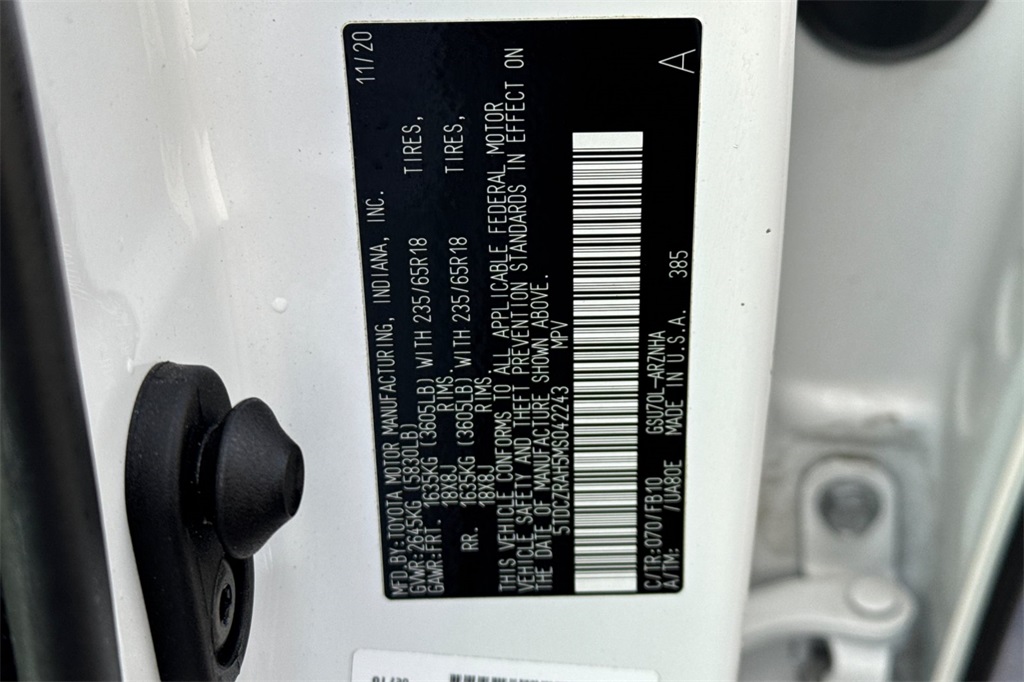 MFD.BY:TOYOTA MOTOR MANUFACTURING, INDIANA, INC. 11/20
GVWR:2645KG (5830LB)
GAWR:FRT. 1635KG (3605LB) WITH 235/65R18 TIRES,
18X8J RIMS
RR. 1635KG (3605LB) WITH 235/65R18 TIRES,
18X8J RIMS
THIS VEHICLE CONFORMS TO ALL APPLICABLE FEDERAL MOTOR
VEHICLE SAFETY AND THEFT PREVENTION STANDARDS IN EFFECT ON
THE DATE OF MANUFACTURE SHOWN ABOVE.
5TDCZRAH5MS042243 MPV
C/TR:070/FB10 GSU70L-ARZNHA
A/TM: /UA80E MADE IN U.S.A. 385 A